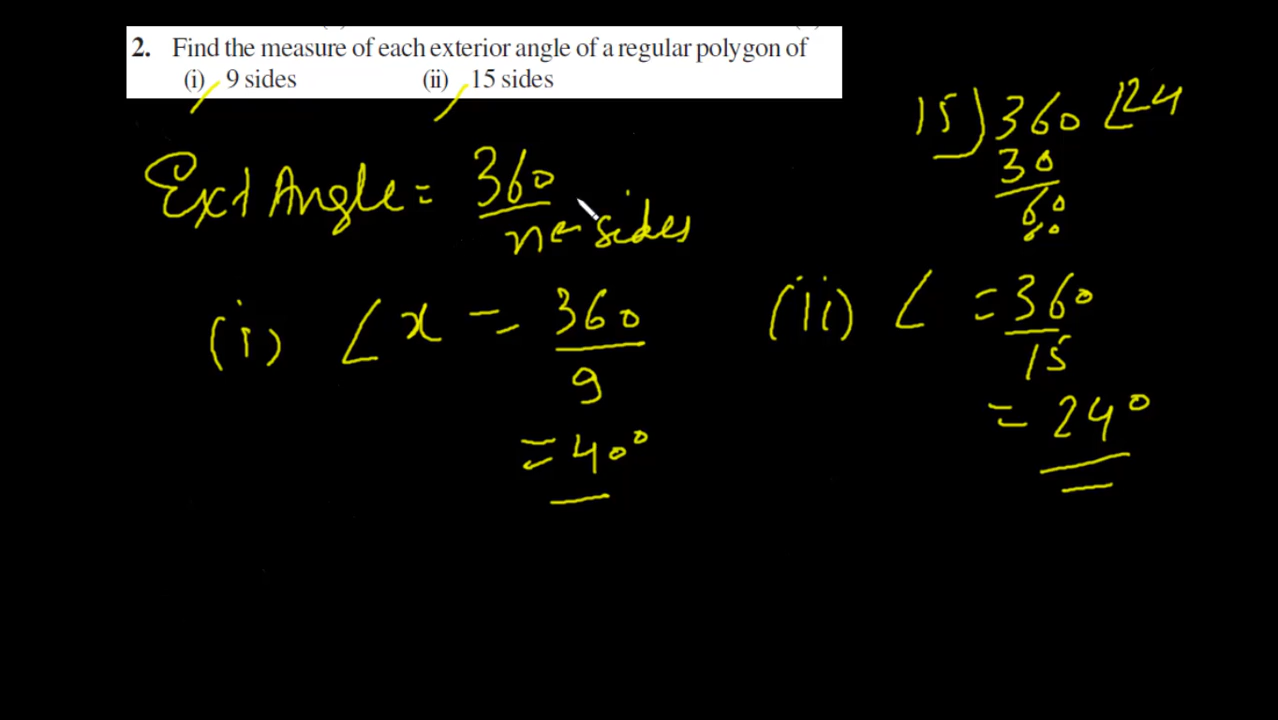 2. Find the measure of each exterior angle of a regular polygon of
(i) 9 sides (ii) 15 sides
Ext Angle = 360
n ← sides
15)360(24
30
60
60
(i) ∠x = 360
9
= 40°
(ii) ∠ = 360
15
= 24°